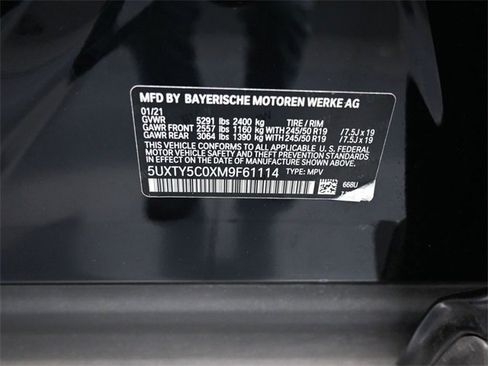 MFD BY BAYERISCHE MOTOREN WERKE AG
01/21
GVWR 5291 lbs 2400 kg TIRE / RIM
GAWR FRONT 2557 lbs 1160 kg WITH 245/50 R19 /7.5J x 19
GAWR REAR 3064 lbs 1390 kg WITH 245/50 R19 /7.5J x 19
THIS VEHICLE CONFORMS TO ALL APPLICABLE
U.S. FEDERAL MOTOR VEHICLE SAFETY
STANDARDS IN EFFECT ON THE
DATE OF MANUFACTURE SHOWN ABOVE.
5UXTY5C0XM9F61114 TYPE: MPV
668U